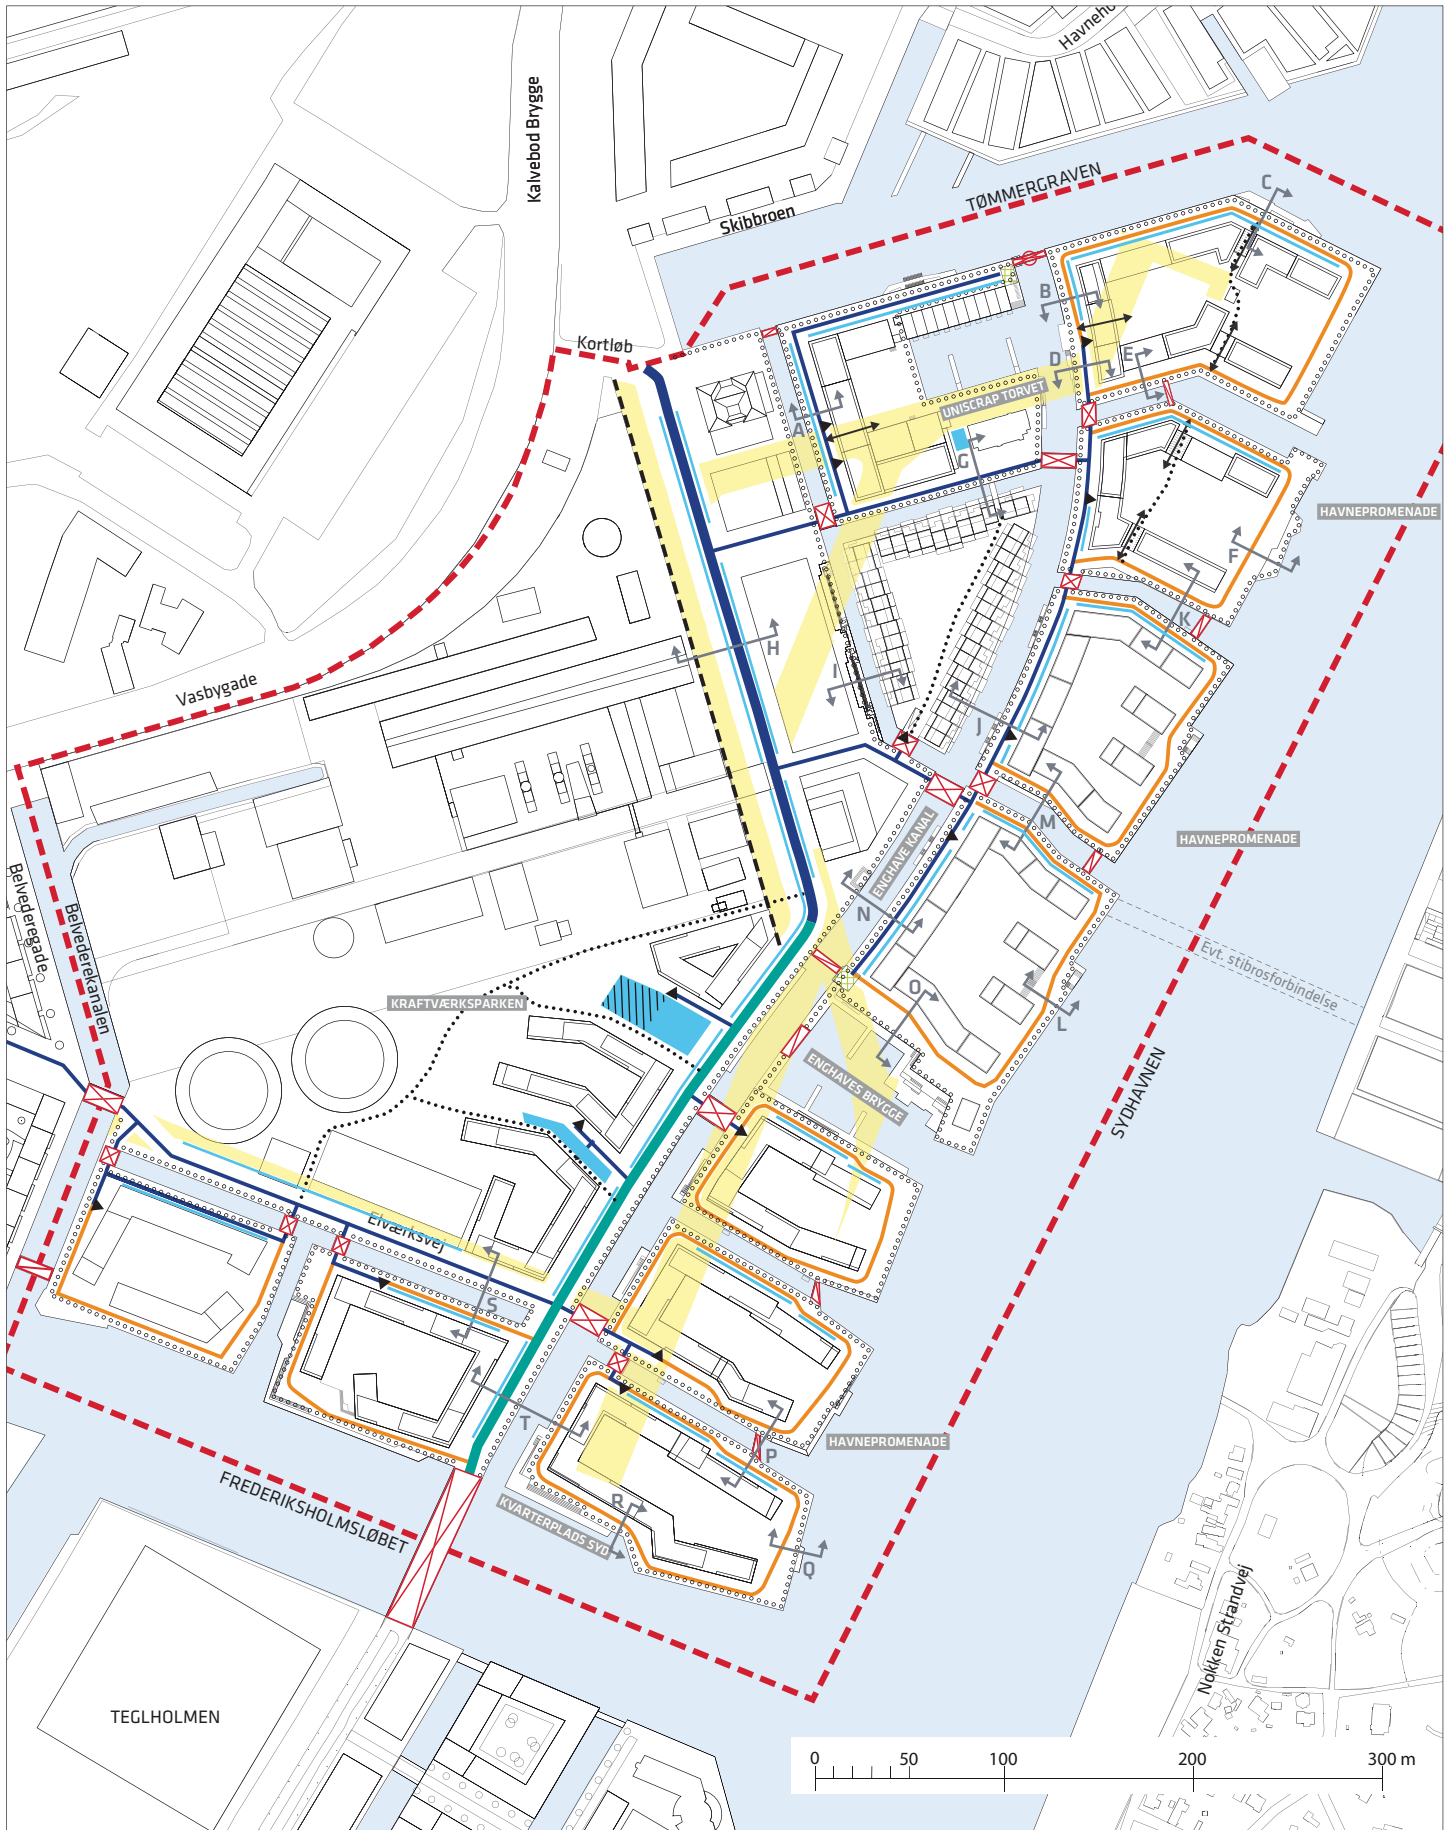 Havneho
Kalvebod Brygge
Skibbroen
TØMMERGRAVEN
C
B
Kortløb
D
E
UNISCRAP TORVET
A
G
HAVNEPROMENADE
F
K
H
I
Vasbygade
J
M
HAVNEPROMENADE
ENGHAVE KANAL
Belvederegade
Belvederekanalen
N
Evt. stibrosforbindelse
O
KRAFTVÆRKSPARKEN
L
ENGHAVES BRYGGE
SYDHAVNEN
Elværksvej
S
T
HAVNEPROMENADE
P
R
KVARTERPLADS SYD
FREDERIKSHOLMSLØBET
Q
Nokken Strandvej
TEGLHOLMEN
0 50 100 200 300 m